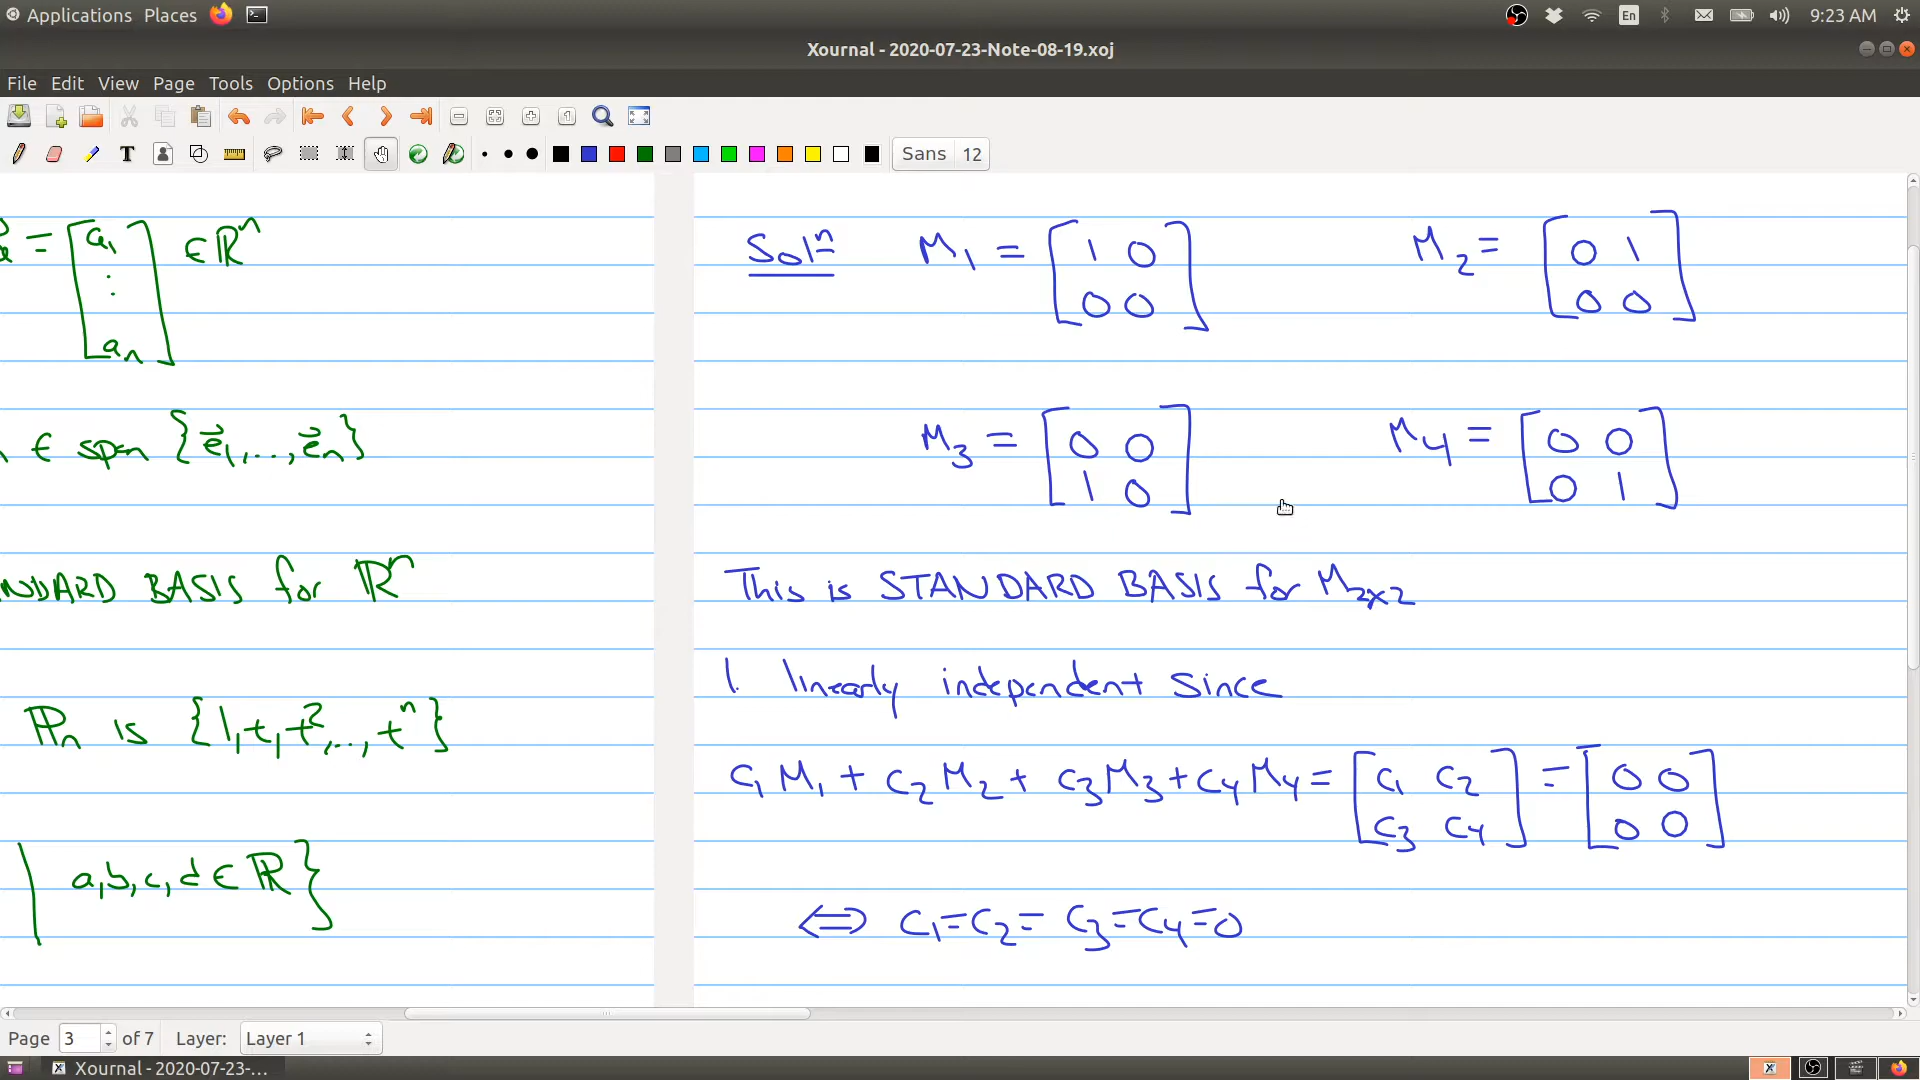 Applications Places En 9:23 AM
Xournal - 2020-07-23-Note-08-19.xoj
File Edit View Page Tools Options Help
Sans 12
= [a₁ ⋮ aₙ] ∈ ℝⁿ
∈ span {e⃗₁,...,e⃗ₙ}
NDARD BASIS for ℝⁿ
ℙₙ is {1, t, t², ..., tⁿ}
| a, b, c, d ∈ ℝ}
Solⁿ M₁ = [1 0; 0 0] M₂ = [0 1; 0 0]
M₃ = [0 0; 1 0] M₄ = [0 0; 0 1]
This is STANDARD BASIS for M₂ₓ₂
1. linearly independent since
c₁M₁ + c₂M₂ + c₃M₃ + c₄M₄ = [c₁ c₂; c₃ c₄] = [0 0; 0 0]
⟺ c₁=c₂=c₃=c₄=0
Page 3 of 7 Layer: Layer 1
Xournal - 2020-07-23-...